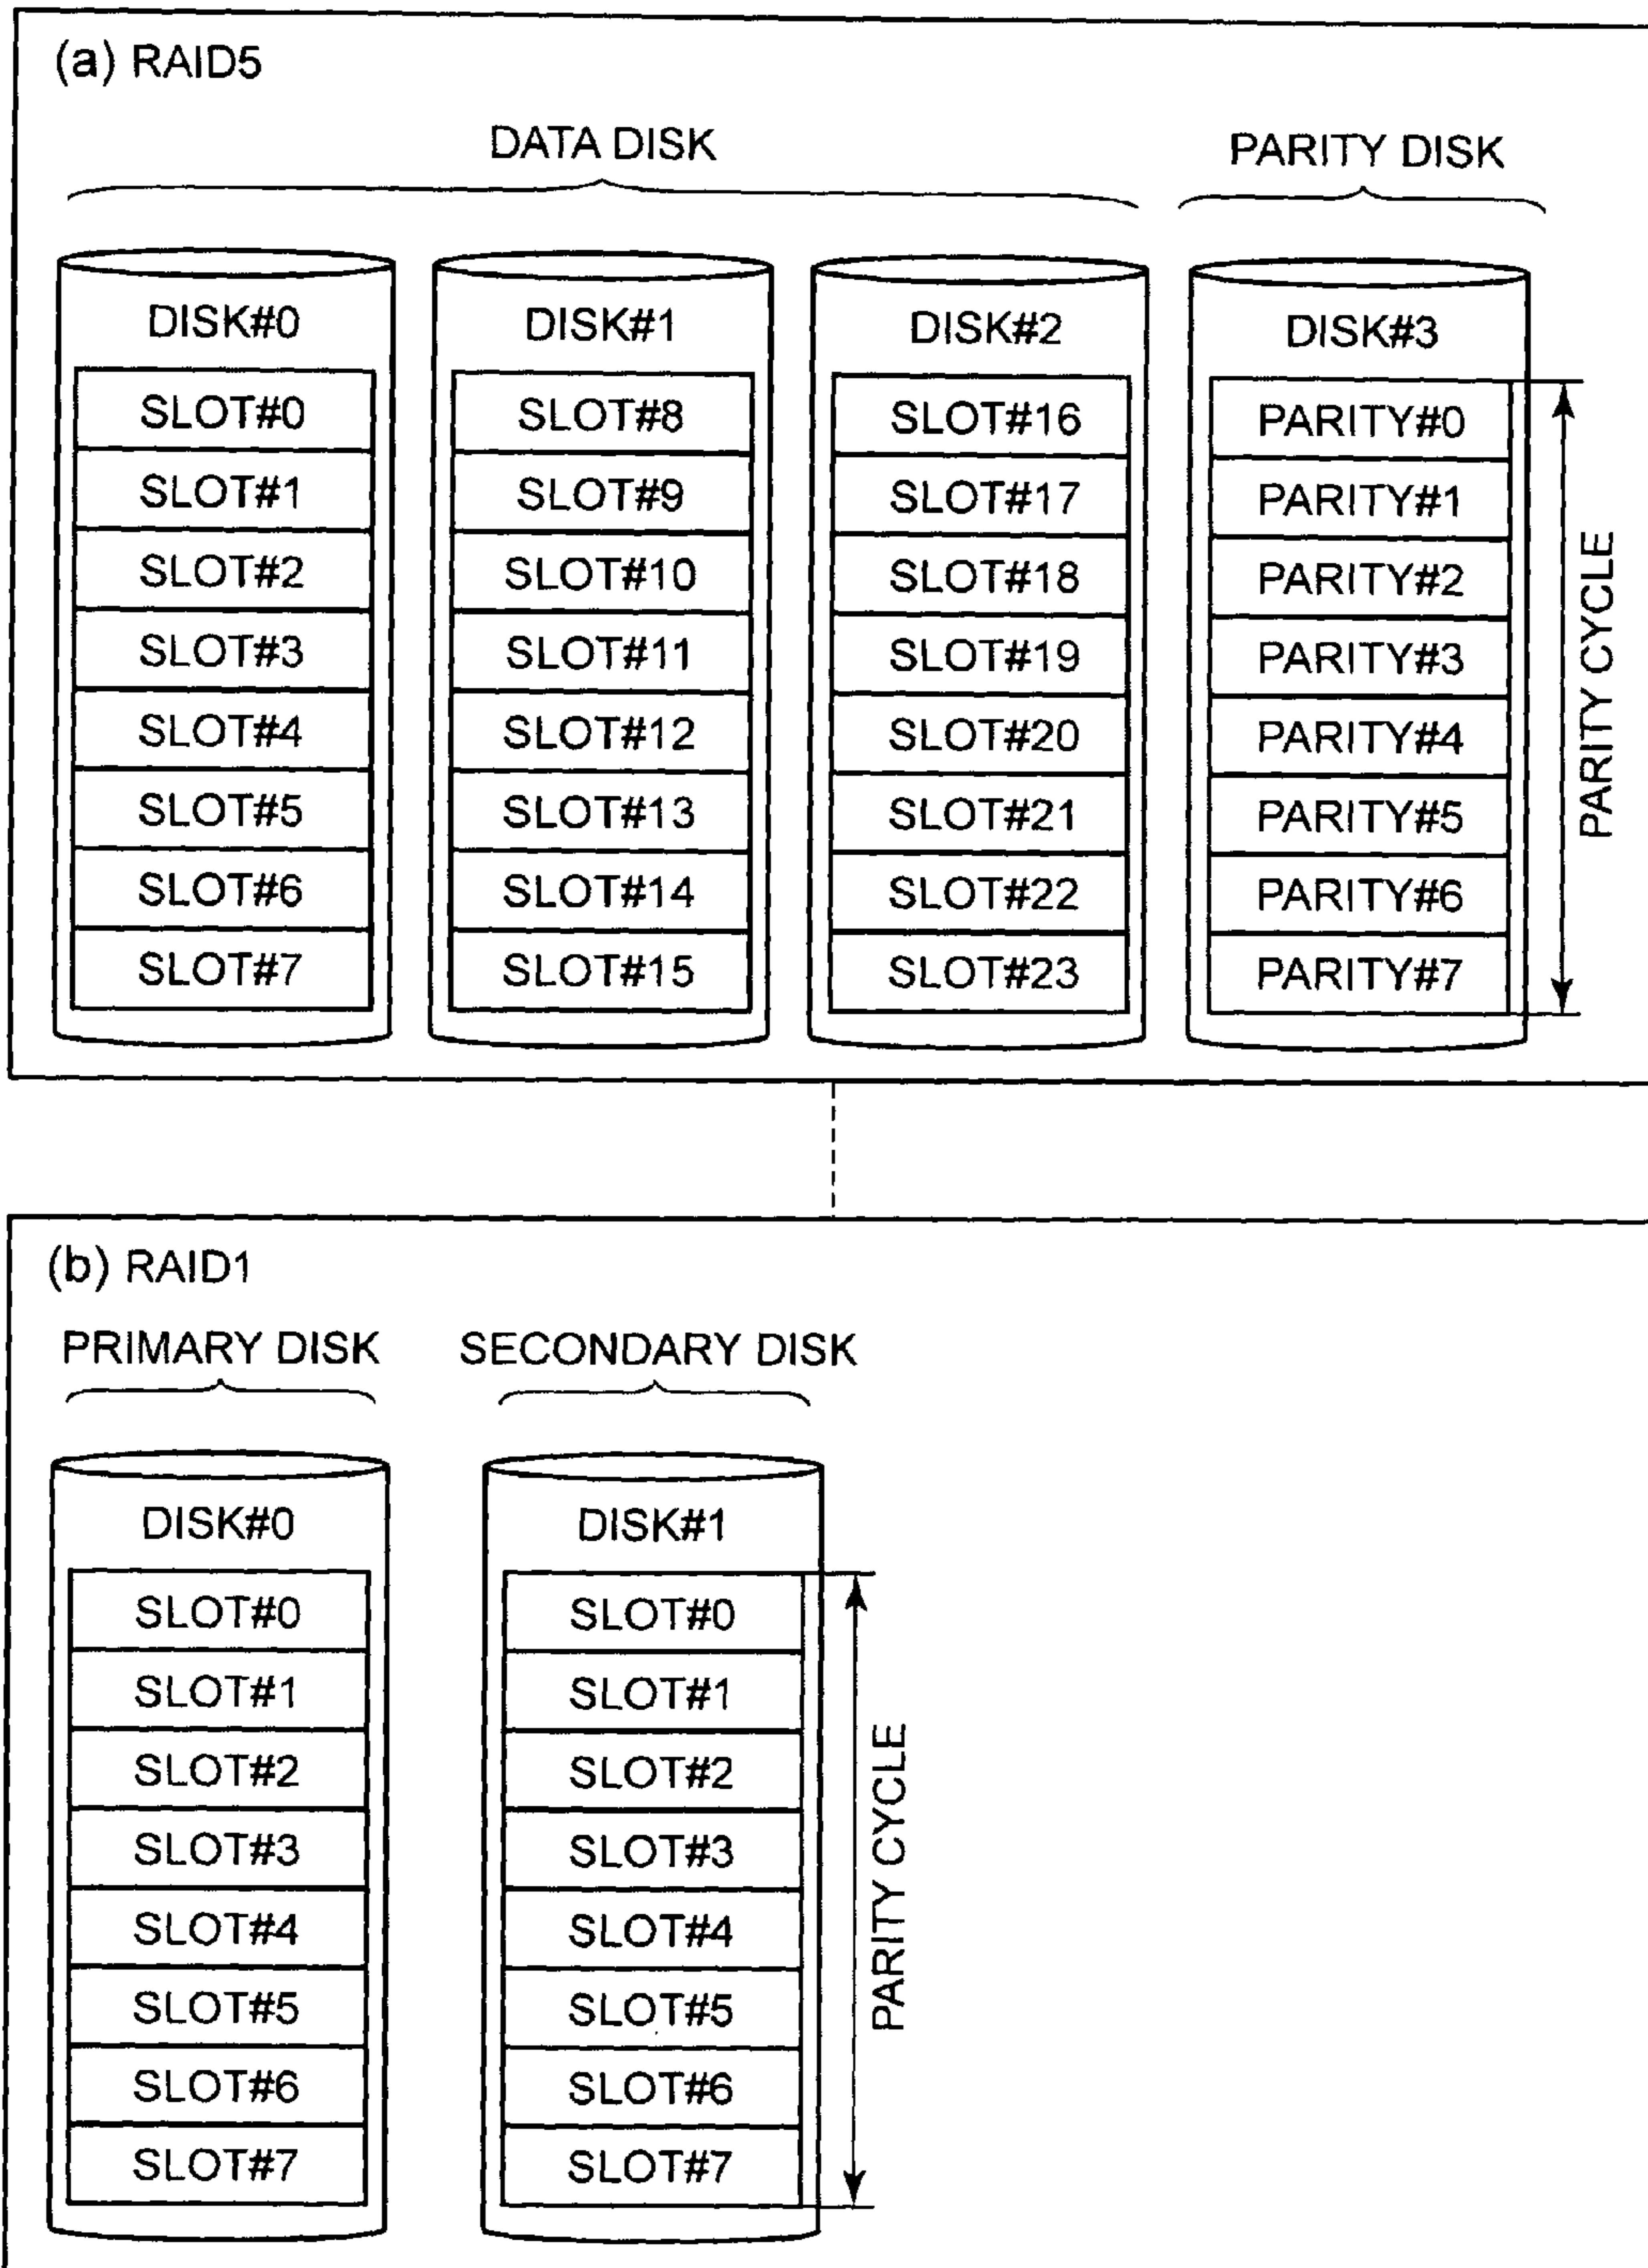 (a) RAID5
DATA DISK
PARITY DISK
DISK#0
SLOT#0
SLOT#1
SLOT#2
SLOT#3
SLOT#4
SLOT#5
SLOT#6
SLOT#7
DISK#1
SLOT#8
SLOT#9
SLOT#10
SLOT#11
SLOT#12
SLOT#13
SLOT#14
SLOT#15
DISK#2
SLOT#16
SLOT#17
SLOT#18
SLOT#19
SLOT#20
SLOT#21
SLOT#22
SLOT#23
DISK#3
PARITY#0
PARITY#1
PARITY#2
PARITY#3
PARITY#4
PARITY#5
PARITY#6
PARITY#7
PARITY CYCLE
(b) RAID1
PRIMARY DISK
SECONDARY DISK
DISK#0
SLOT#0
SLOT#1
SLOT#2
SLOT#3
SLOT#4
SLOT#5
SLOT#6
SLOT#7
DISK#1
SLOT#0
SLOT#1
SLOT#2
SLOT#3
SLOT#4
SLOT#5
SLOT#6
SLOT#7
PARITY CYCLE